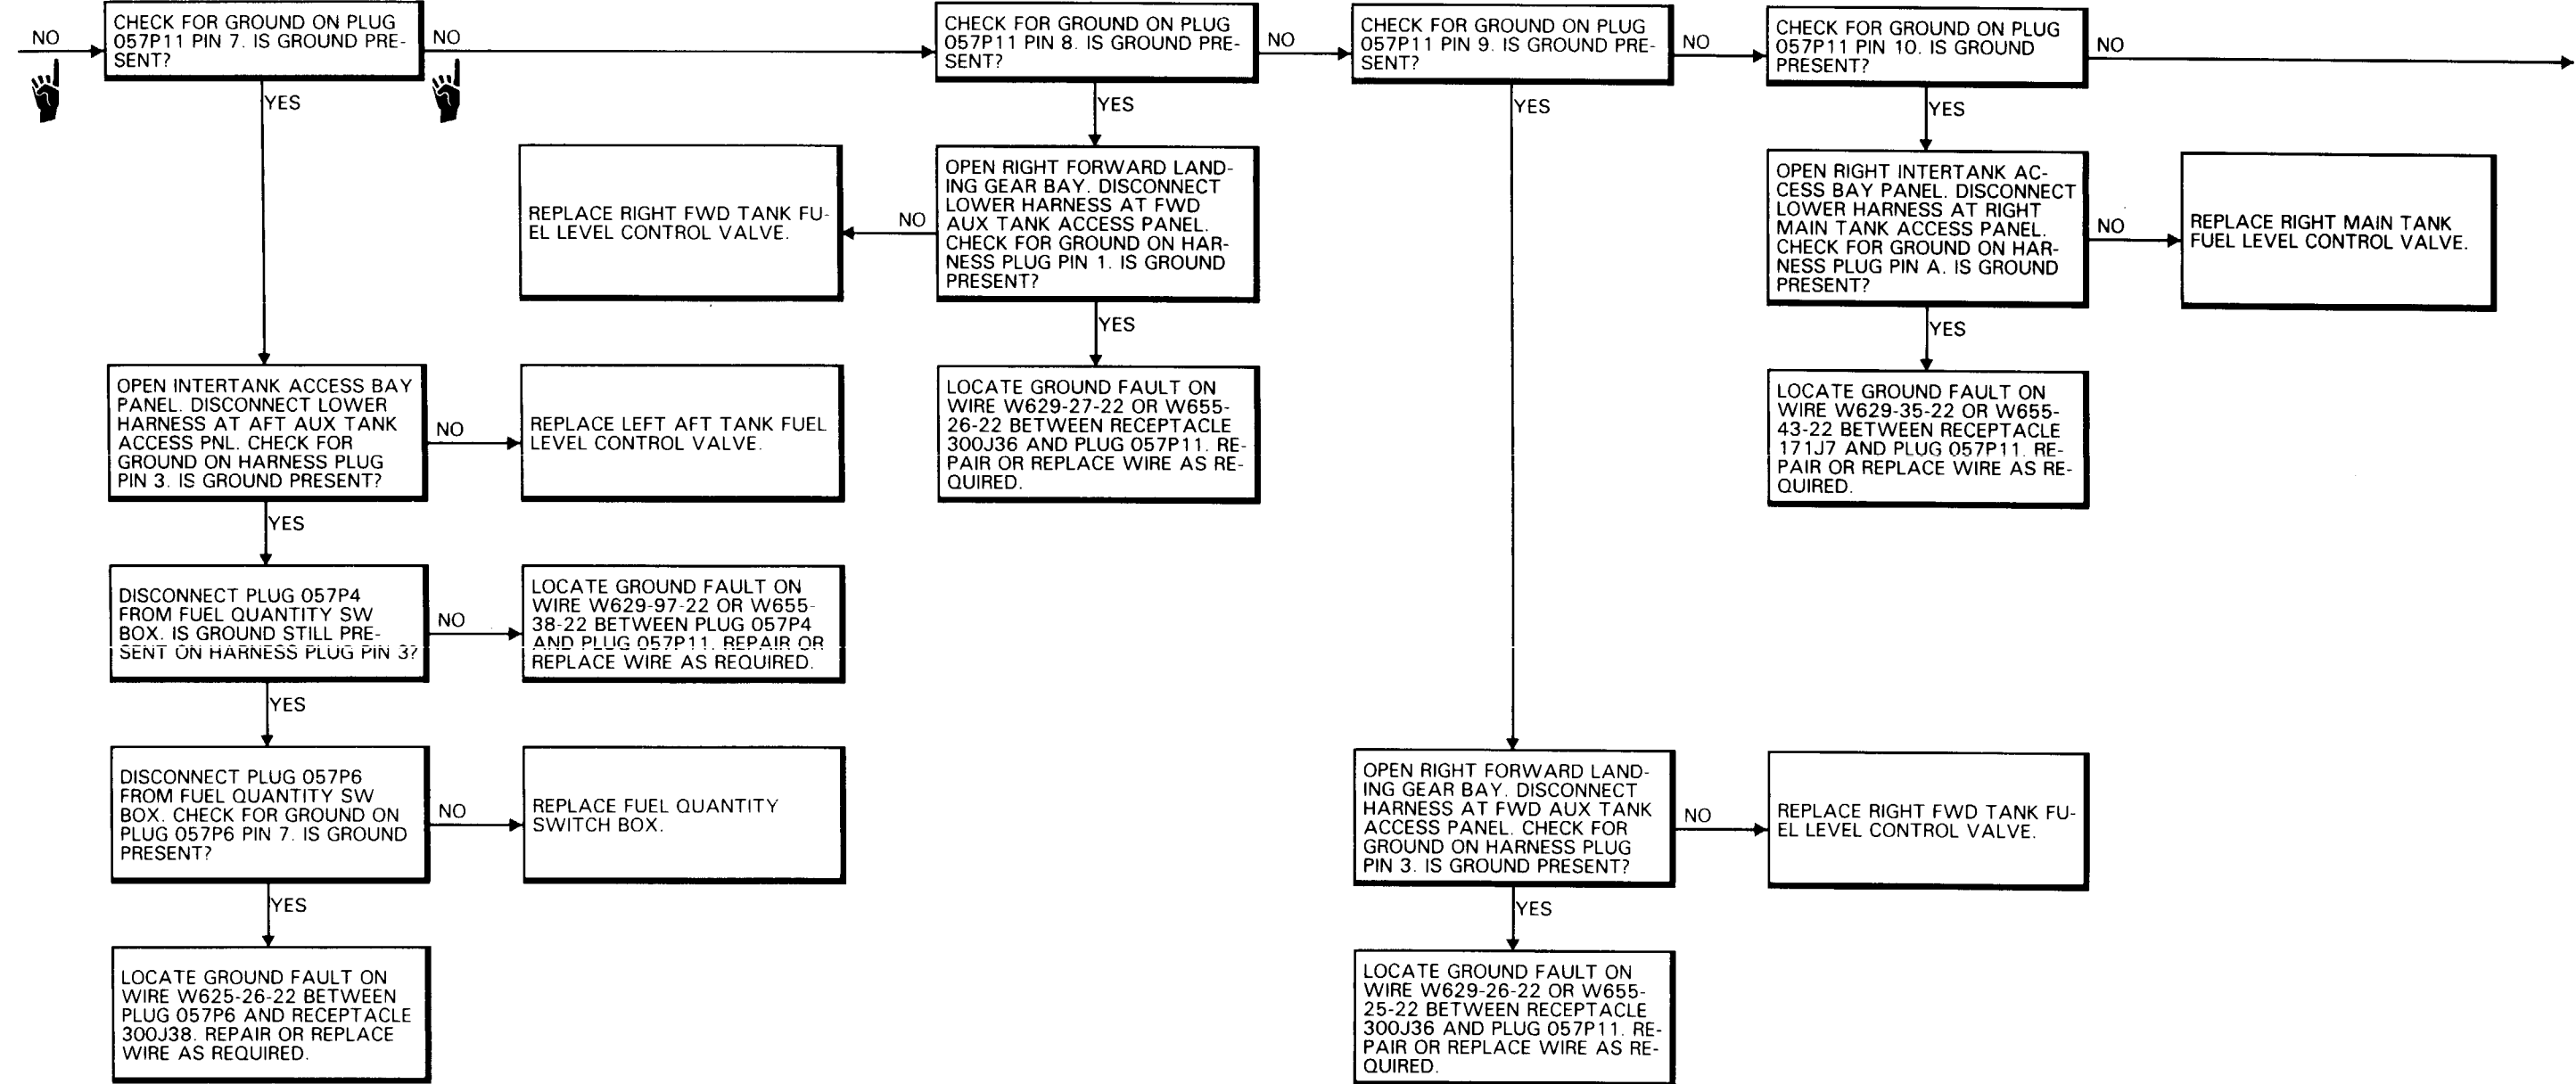 NO
CHECK FOR GROUND ON PLUG
057P11 PIN 7. IS GROUND PRE-
SENT?
NO
YES
OPEN INTERTANK ACCESS BAY
PANEL. DISCONNECT LOWER
HARNESS AT AFT AUX TANK
ACCESS PNL. CHECK FOR
GROUND ON HARNESS PLUG
PIN 3. IS GROUND PRESENT?
NO
REPLACE LEFT AFT TANK FUEL
LEVEL CONTROL VALVE.
YES
DISCONNECT PLUG 057P4
FROM FUEL QUANTITY SW
BOX. IS GROUND STILL PRE-
SENT ON HARNESS PLUG PIN 3?
NO
LOCATE GROUND FAULT ON
WIRE W629-97-22 OR W655-
38-22 BETWEEN PLUG 057P4
AND PLUG 057P11. REPAIR OR
REPLACE WIRE AS REQUIRED.
YES
DISCONNECT PLUG 057P6
FROM FUEL QUANTITY SW
BOX. CHECK FOR GROUND ON
PLUG 057P6 PIN 7. IS GROUND
PRESENT?
NO
REPLACE FUEL QUANTITY
SWITCH BOX.
YES
LOCATE GROUND FAULT ON
WIRE W625-26-22 BETWEEN
PLUG 057P6 AND RECEPTACLE
300J38. REPAIR OR REPLACE
WIRE AS REQUIRED.
CHECK FOR GROUND ON PLUG
057P11 PIN 8. IS GROUND PRE-
SENT?
NO
YES
OPEN RIGHT FORWARD LAND-
ING GEAR BAY. DISCONNECT
LOWER HARNESS AT FWD
AUX TANK ACCESS PANEL.
CHECK FOR GROUND ON HAR-
NESS PLUG PIN 1. IS GROUND
PRESENT?
NO
REPLACE RIGHT FWD TANK FU-
EL LEVEL CONTROL VALVE.
YES
LOCATE GROUND FAULT ON
WIRE W629-27-22 OR W655-
26-22 BETWEEN RECEPTACLE
300J36 AND PLUG 057P11. RE-
PAIR OR REPLACE WIRE AS RE-
QUIRED.
CHECK FOR GROUND ON PLUG
057P11 PIN 9. IS GROUND PRE-
SENT?
NO
YES
OPEN RIGHT FORWARD LAND-
ING GEAR BAY. DISCONNECT
HARNESS AT FWD AUX TANK
ACCESS PANEL. CHECK FOR
GROUND ON HARNESS PLUG
PIN 3. IS GROUND PRESENT?
NO
REPLACE RIGHT FWD TANK FU-
EL LEVEL CONTROL VALVE.
YES
LOCATE GROUND FAULT ON
WIRE W629-26-22 OR W655-
25-22 BETWEEN RECEPTACLE
300J36 AND PLUG 057P11. RE-
PAIR OR REPLACE WIRE AS RE-
QUIRED.
CHECK FOR GROUND ON PLUG
057P11 PIN 10. IS GROUND
PRESENT?
NO
YES
OPEN RIGHT INTERTANK AC-
CESS BAY PANEL. DISCONNECT
LOWER HARNESS AT RIGHT
MAIN TANK ACCESS PANEL.
CHECK FOR GROUND ON HAR-
NESS PLUG PIN A. IS GROUND
PRESENT?
NO
REPLACE RIGHT MAIN TANK
FUEL LEVEL CONTROL VALVE.
YES
LOCATE GROUND FAULT ON
WIRE W629-35-22 OR W655-
43-22 BETWEEN RECEPTACLE
171J7 AND PLUG 057P11. RE-
PAIR OR REPLACE WIRE AS RE-
QUIRED.